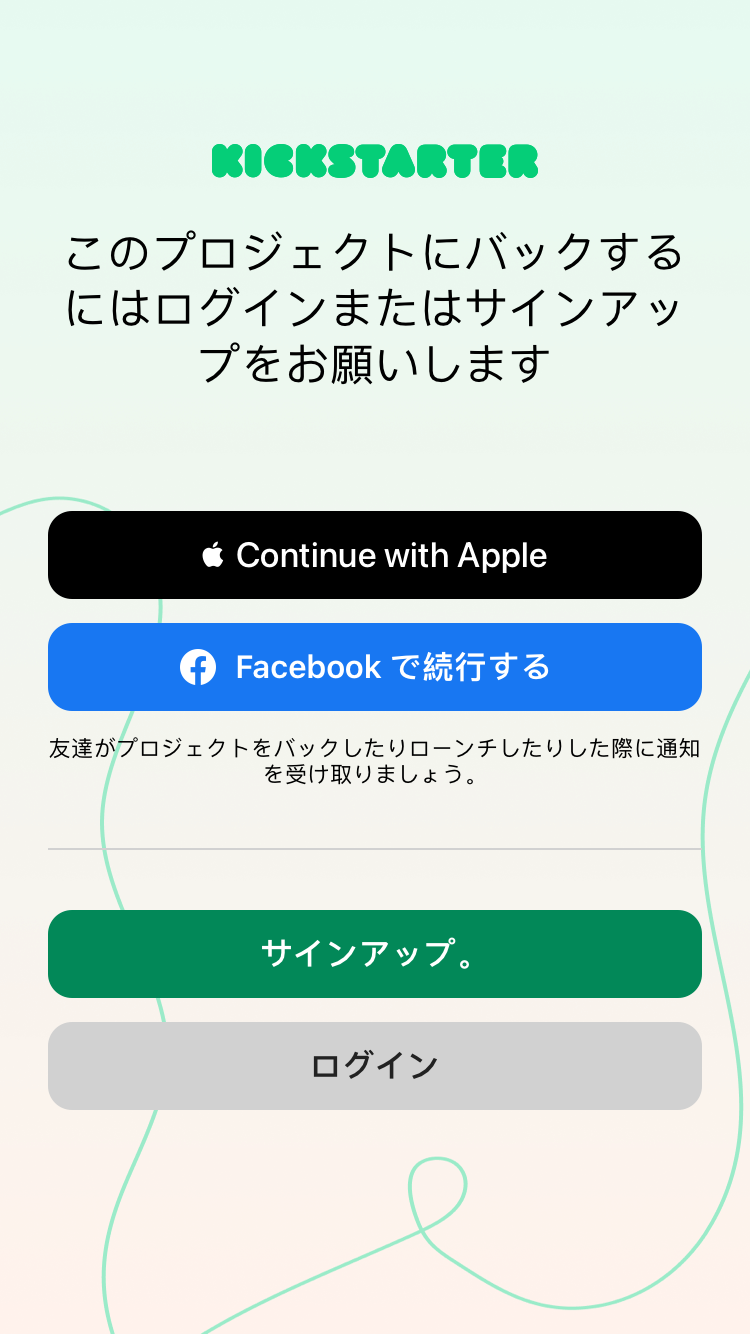 KICKSTARTER
このプロジェクトにバックする
にはログインまたはサインアッ
プをお願いします
Continue with Apple
Facebook で続行する
友達がプロジェクトをバックしたりローンチしたりした際に通知
を受け取りましょう。
サインアップ。
ログイン